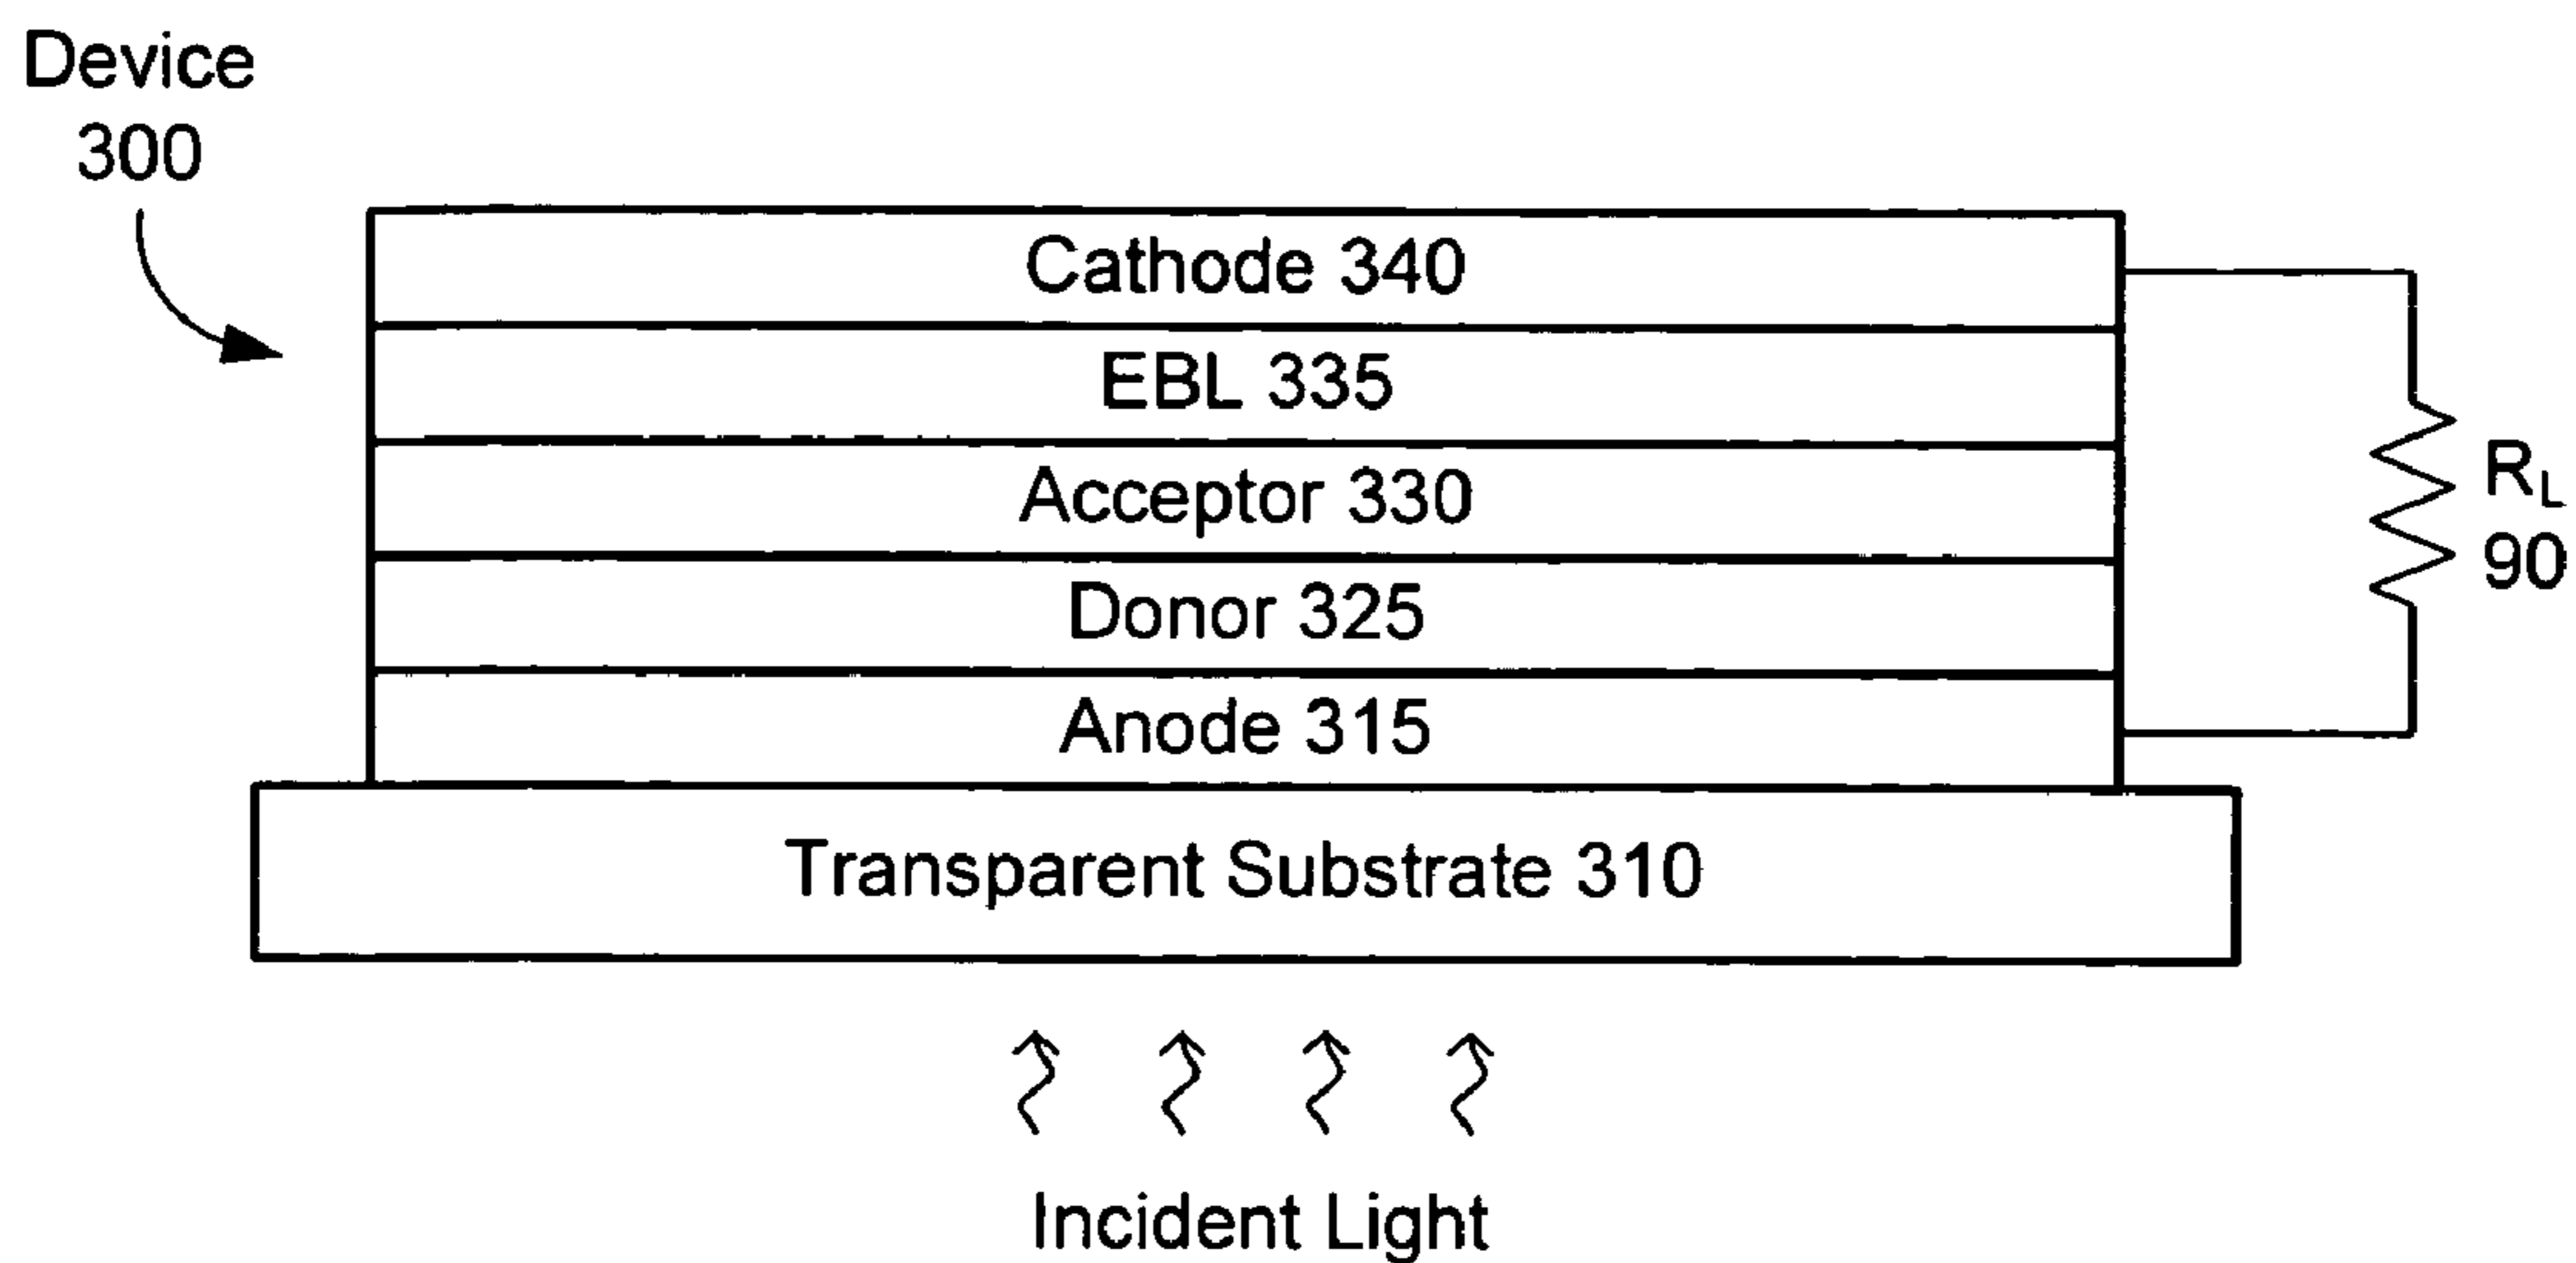 Device
300
Cathode 340
EBL 335
Acceptor 330
Donor 325
Anode 315
Transparent Substrate 310
RL
90
Incident Light